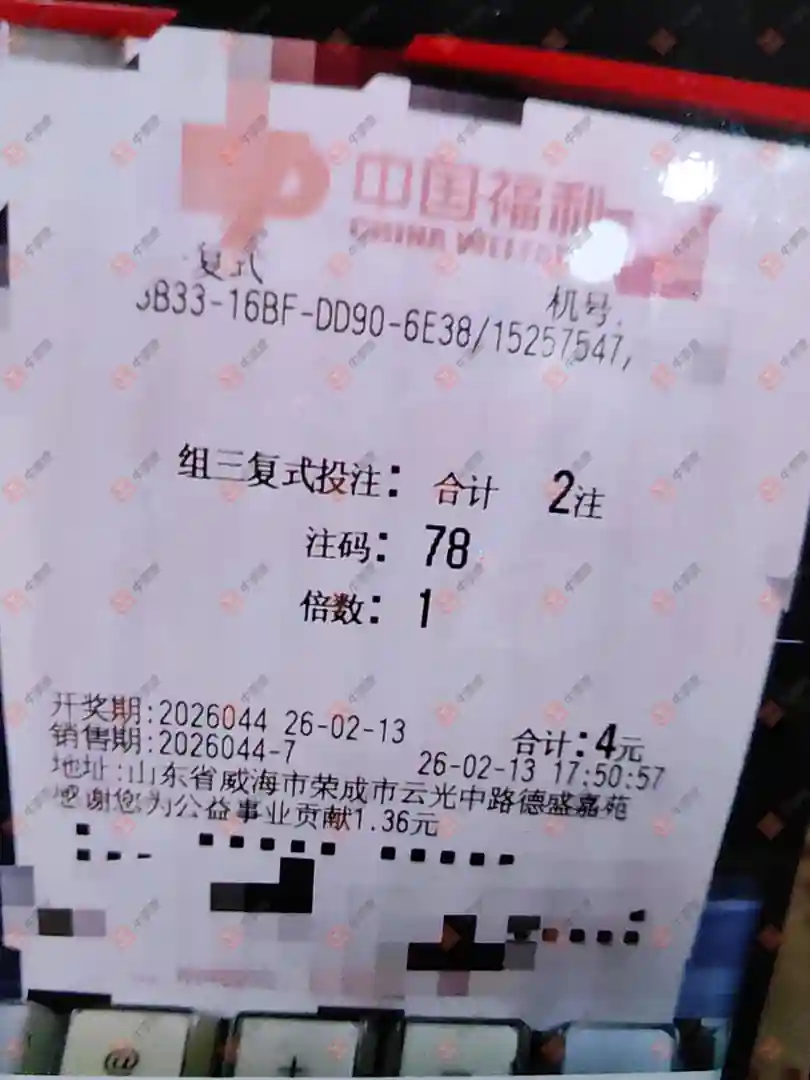 中国福利
CHINA WELFA
复式
机号
3B33-16BF-DD90-6E38/15257547,
组三复式投注: 合计 2注
注码: 78
倍数: 1
开奖期:2026044 26-02-13 合计:4元
销售期:2026044-7 26-02-13 17:50:57
地址:山东省威海市荣成市云光中路德盛嘉苑
感谢您为公益事业贡献1.36元
@
+